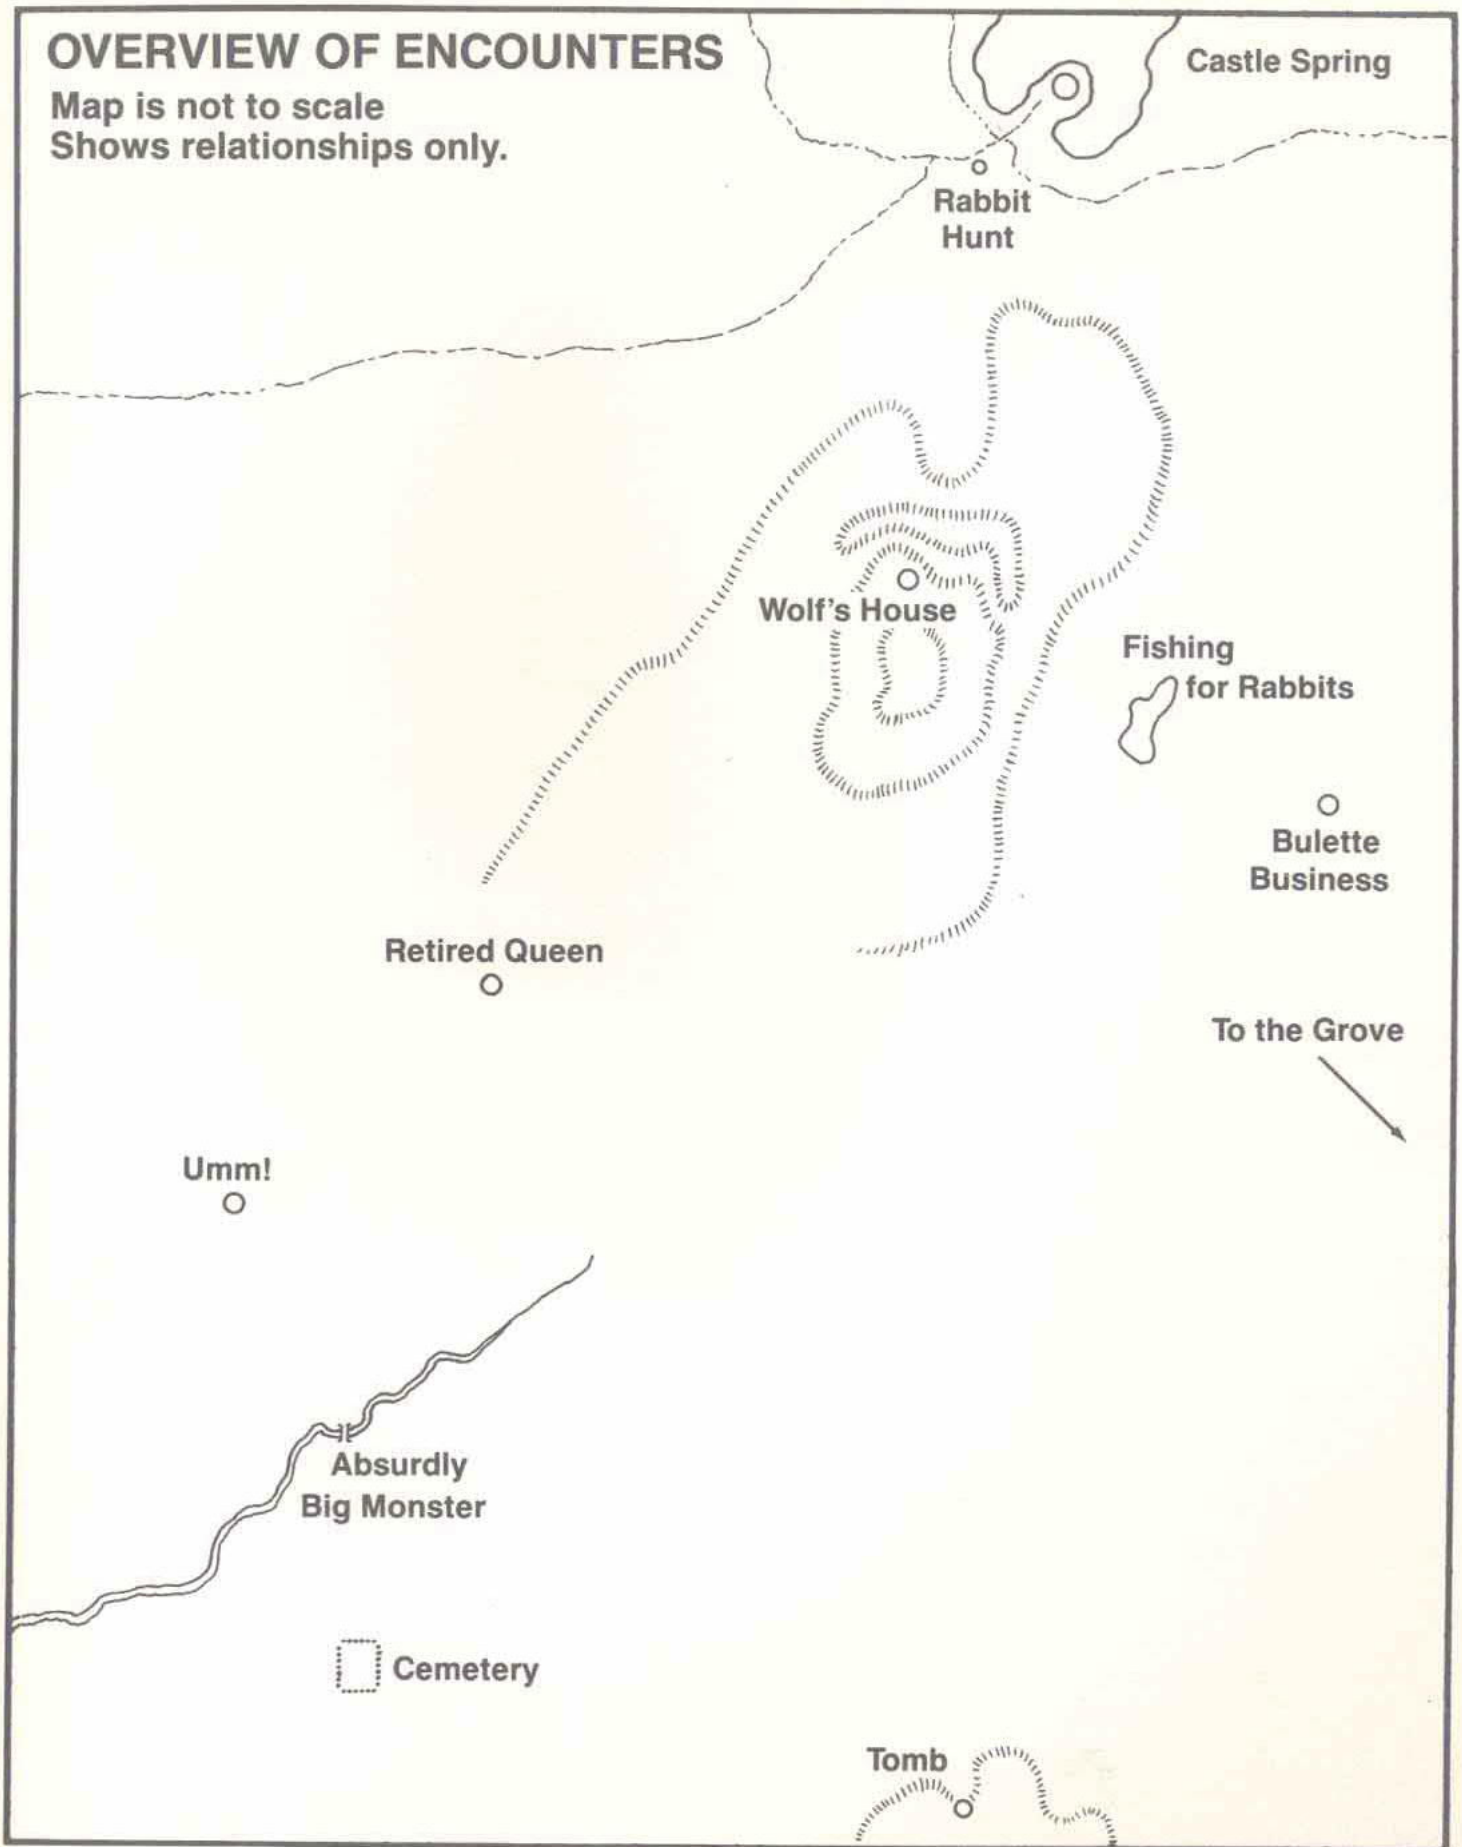 OVERVIEW OF ENCOUNTERS
Map is not to scale
Shows relationships only.
Castle Spring
Rabbit
Hunt
Wolf's House
Fishing
for Rabbits
Bulette
Business
Retired Queen
To the Grove
Umm!
Absurdly
Big Monster
Cemetery
Tomb